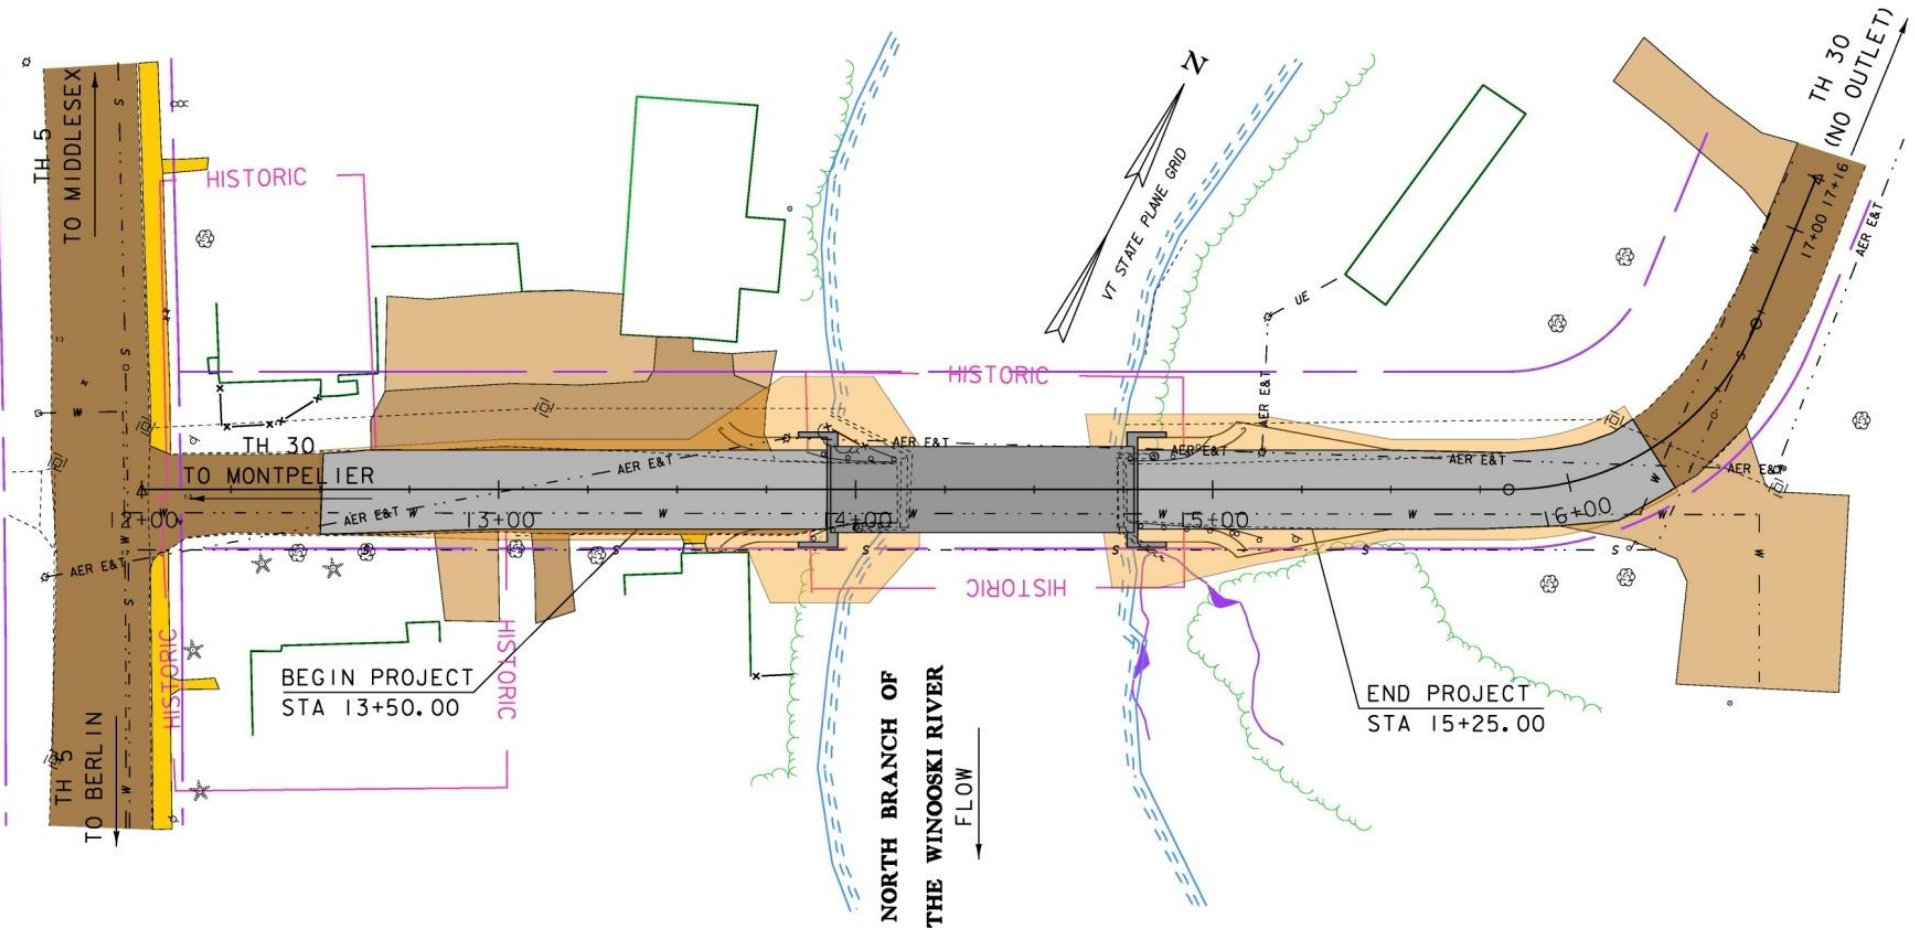 TH 5
TO MIDDLESEX
S
HISTORIC
N
VT STATE PLANE GRID
TH 30
(NO OUTLET)
17+16
17+00
AER E&T
UE
AER E&T
HISTORIC
TH 30
TO MONTPELIER
AER E&T
AER E&T
AER E&T
AER E&T
AER E&T
AER E&T
12+00
13+00
14+00
15+00
16+00
W
W
W
W
W
W
AER E&T
S
S
S
S
HISTORIC
HISTORIC
HISTORIC
BEGIN PROJECT
STA 13+50.00
END PROJECT
STA 15+25.00
TH 5
TO BERLIN
NORTH BRANCH OF
THE WINOOSKI RIVER
FLOW